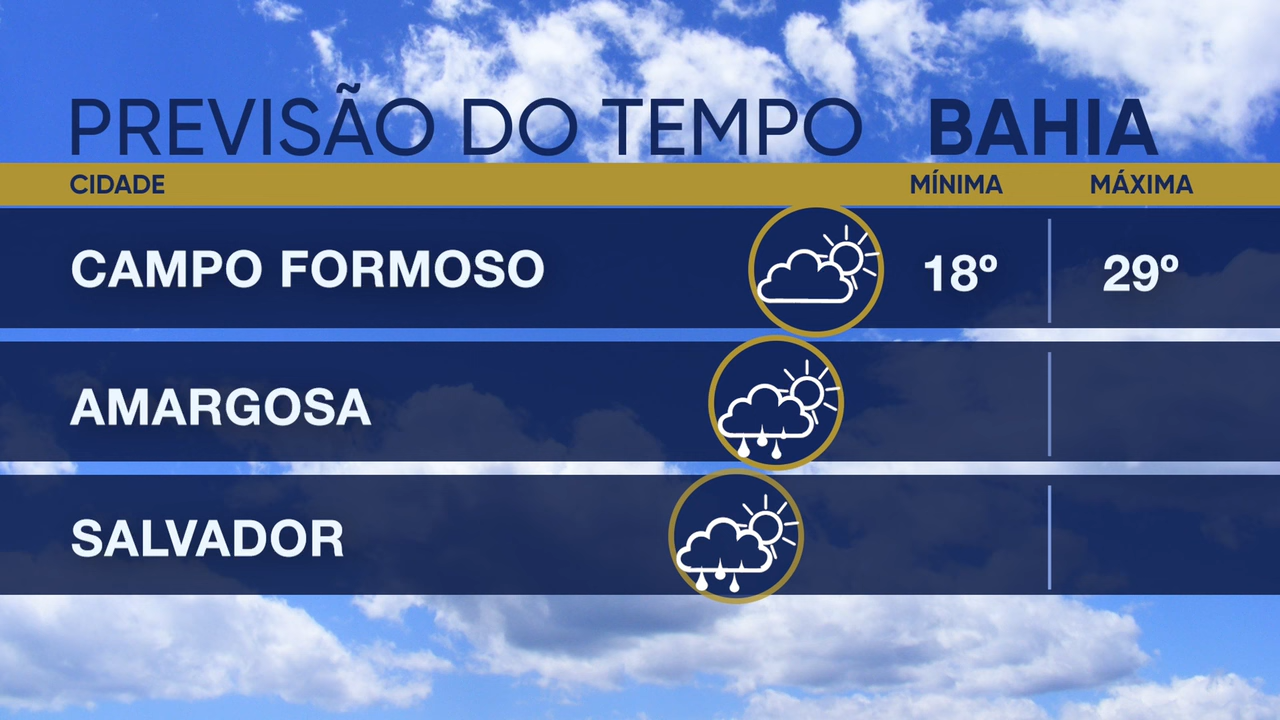 PREVISÃO DO TEMPO BAHIA
CIDADE MÍNIMA MÁXIMA
CAMPO FORMOSO 18º 29º
AMARGOSA
SALVADOR